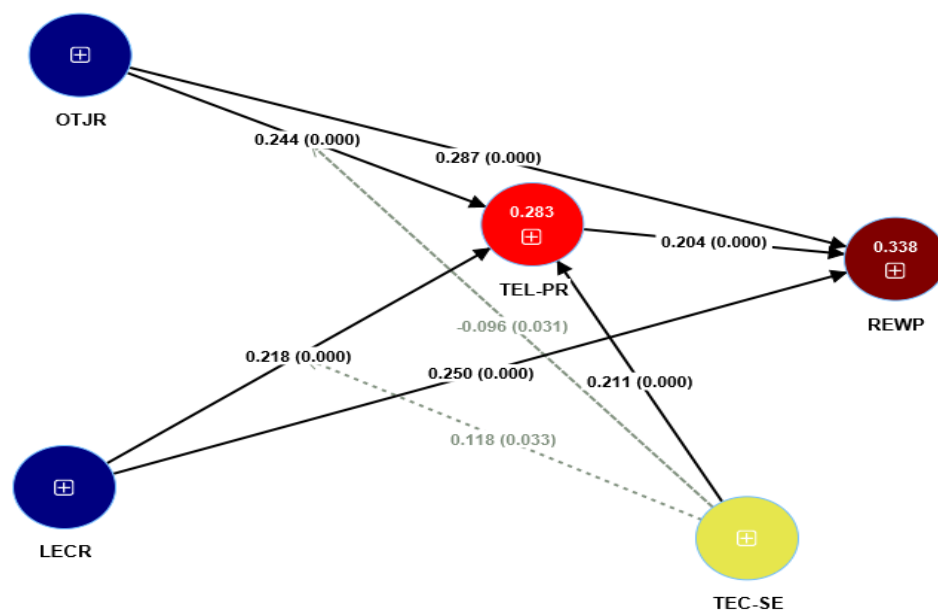 OTJR
0.244 (0.000)
0.287 (0.000)
0.283
0.204 (0.000)
0.338
TEL-PR
REWP
-0.096 (0.031)
0.218 (0.000)
0.250 (0.000)
0.211 (0.000)
0.118 (0.033)
LECR
TEC-SE